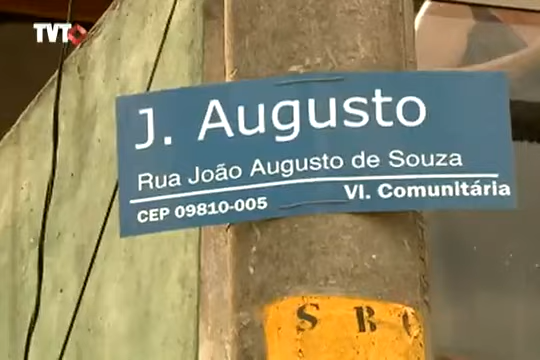 TVT
J. Augusto
Rua João Augusto de Souza
CEP 09810-005
Vl. Comunitária
S B C